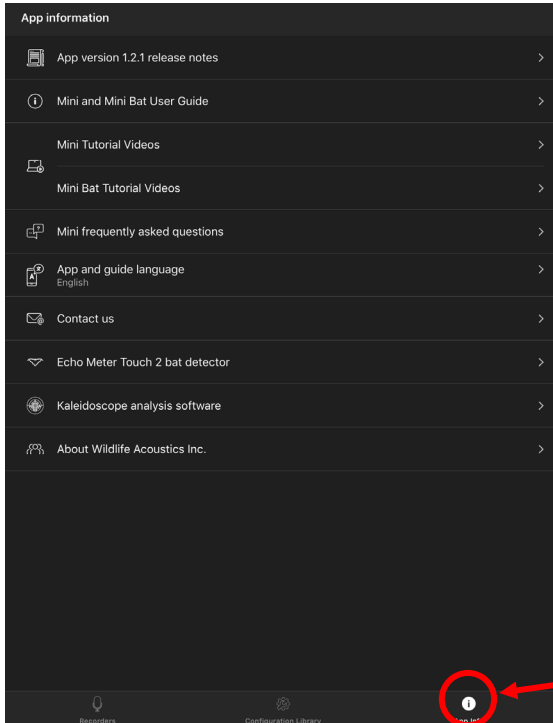 App information
App version 1.2.1 release notes
Mini and Mini Bat User Guide
Mini Tutorial Videos
Mini Bat Tutorial Videos
Mini frequently asked questions
App and guide language
English
Contact us
Echo Meter Touch 2 bat detector
Kaleidoscope analysis software
About Wildlife Acoustics Inc.
Recorders
Configuration Library
App Info